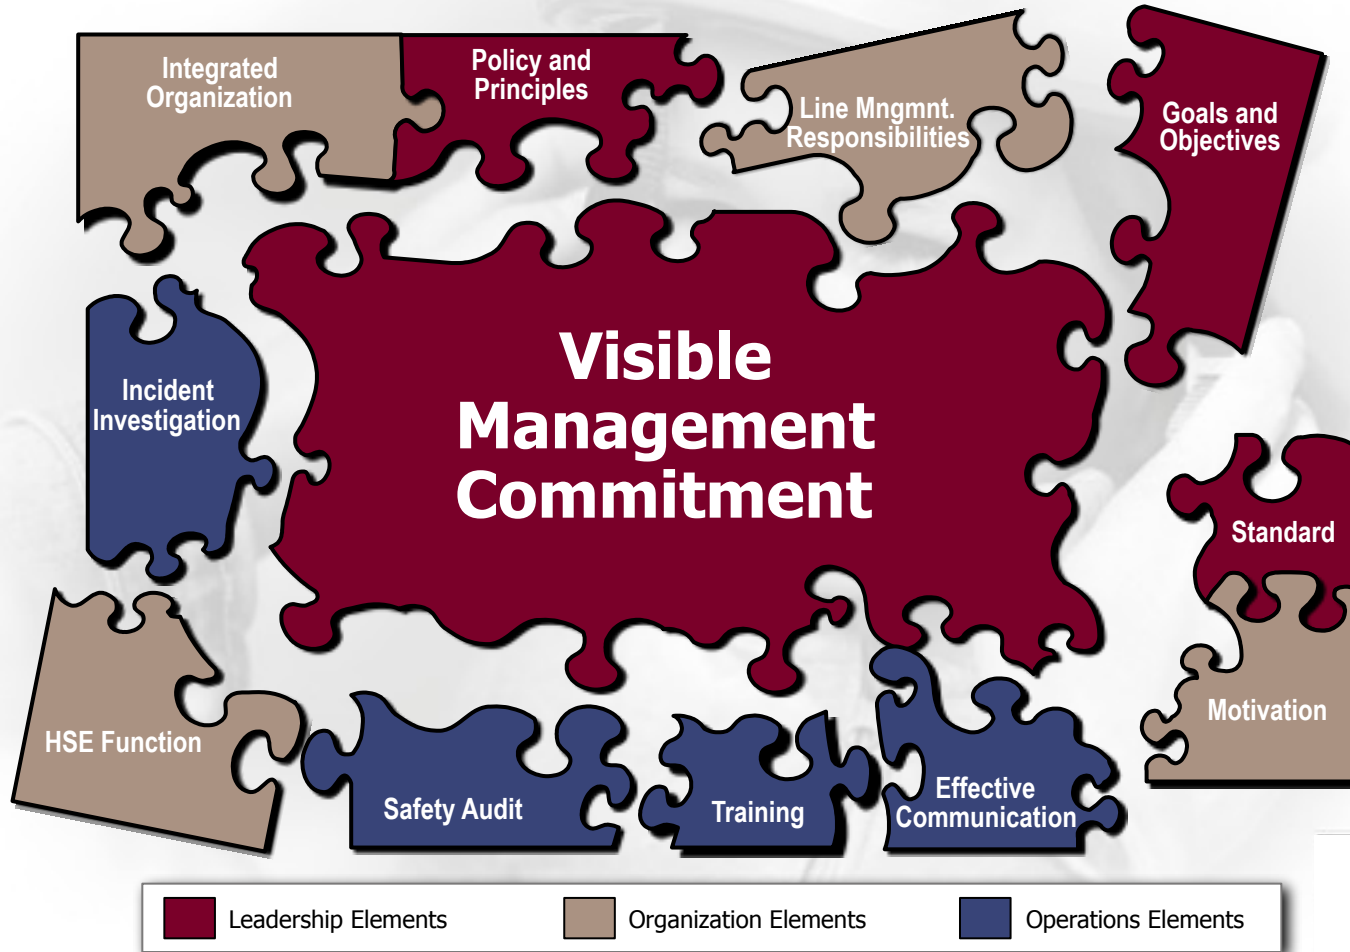 Integrated
Organization
Policy and
Principles
Line Mngmnt.
Responsibilities
Goals and
Objectives
Visible
Management
Commitment
Incident
Investigation
Standard
Motivation
HSE Function
Safety Audit
Training
Effective
Communication
Leadership Elements
Organization Elements
Operations Elements